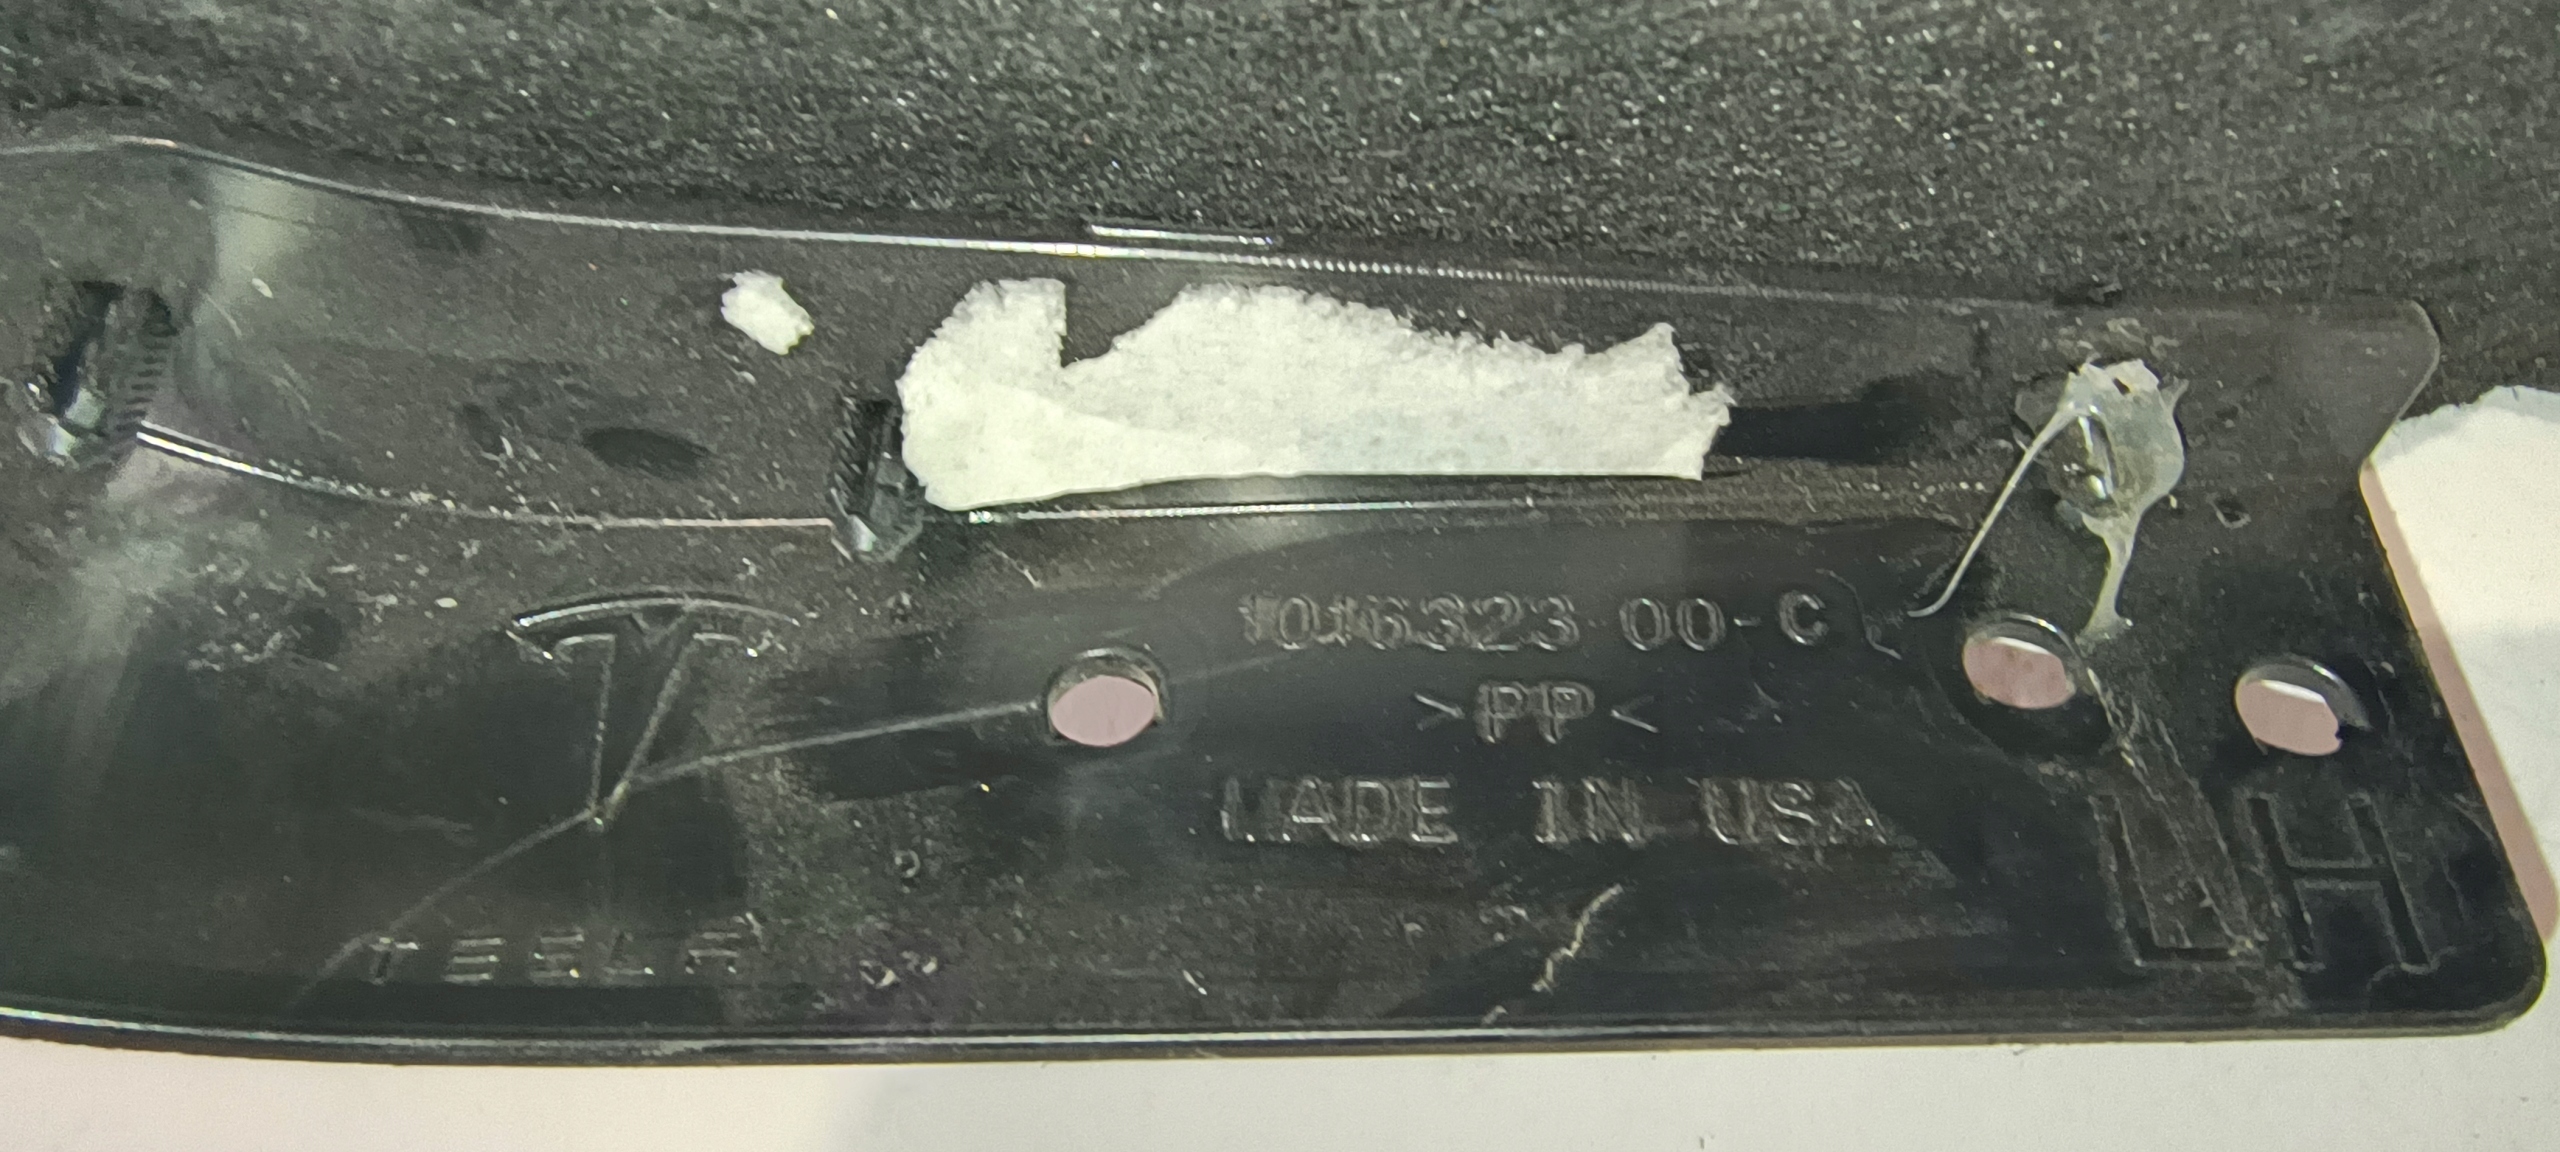 1016323-00-C
>PP<
MADE IN USA
TESLA
LH